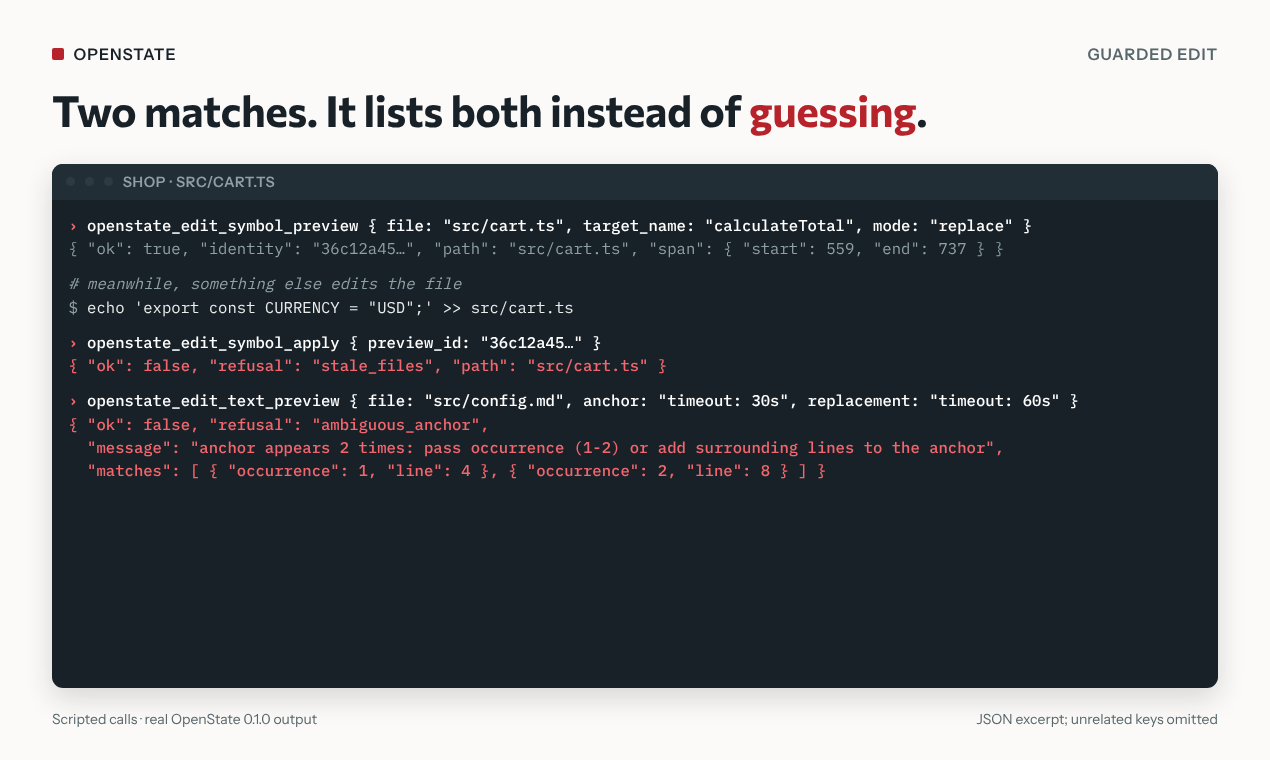 OPENSTATE
GUARDED EDIT
Two matches. It lists both instead of guessing.
SHOP · SRC/CART.TS
› openstate_edit_symbol_preview { file: "src/cart.ts", target_name: "calculateTotal", mode: "replace" }
{ "ok": true, "identity": "36c12a45…", "path": "src/cart.ts", "span": { "start": 559, "end": 737 } }
# meanwhile, something else edits the file
$ echo 'export const CURRENCY = "USD";' >> src/cart.ts
› openstate_edit_symbol_apply { preview_id: "36c12a45…" }
{ "ok": false, "refusal": "stale_files", "path": "src/cart.ts" }
› openstate_edit_text_preview { file: "src/config.md", anchor: "timeout: 30s", replacement: "timeout: 60s" }
{ "ok": false, "refusal": "ambiguous_anchor",
"message": "anchor appears 2 times: pass occurrence (1-2) or add surrounding lines to the anchor",
"matches": [ { "occurrence": 1, "line": 4 }, { "occurrence": 2, "line": 8 } ] }
Scripted calls · real OpenState 0.1.0 output
JSON excerpt; unrelated keys omitted